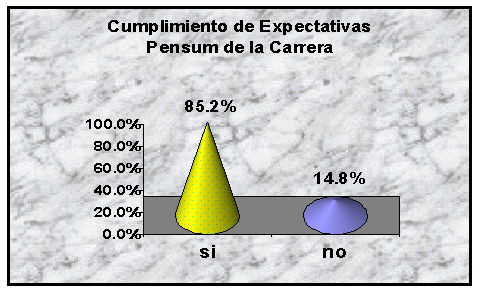 Cumplimiento de Expectativas
Pensum de la Carrera
85.2%
100.0%
80.0%
14.8%
60.0%
40.0%
20.0%
0.0%
si
no